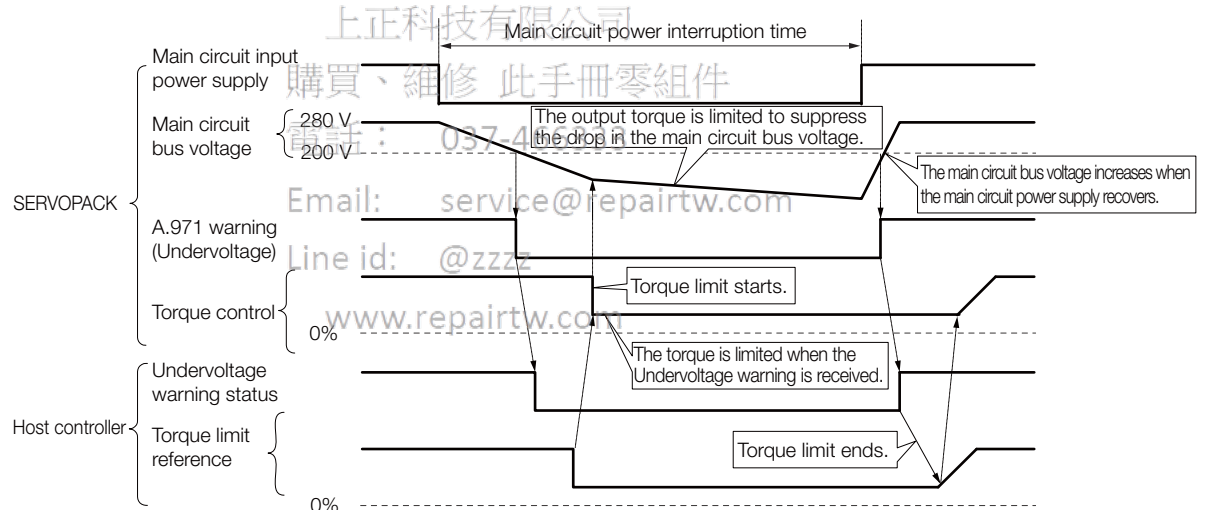 上正科技有限公司
Main circuit power interruption time
Main circuit input
power supply
購買、維修 此手冊零組件
Main circuit
bus voltage
280 V
200 V
電話： 037-466333
The output torque is limited to suppress
the drop in the main circuit bus voltage.
The main circuit bus voltage increases when
the main circuit power supply recovers.
SERVOPACK
Email: service@repairtw.com
A.971 warning
(Undervoltage)
Line id: @zzzz
Torque limit starts.
Torque control
0%
www.repairtw.com
The torque is limited when the
Undervoltage warning is received.
Undervoltage
warning status
Host controller
Torque limit
reference
Torque limit ends.
0%